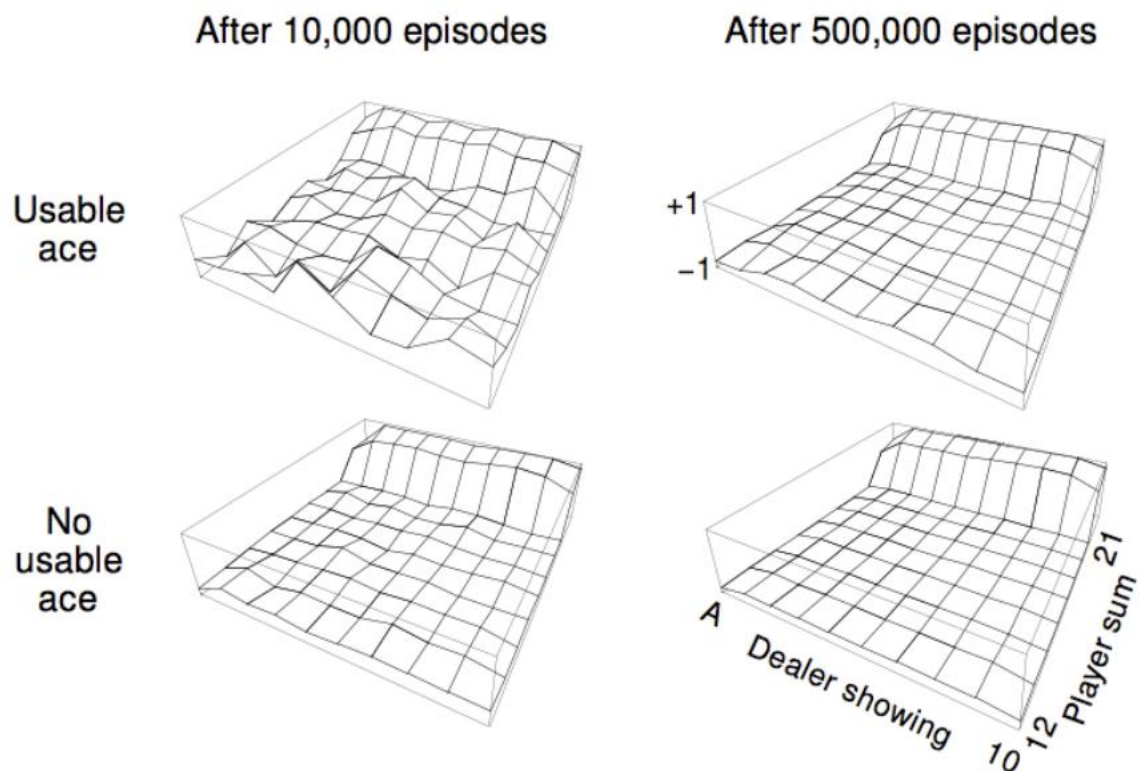 After 10,000 episodes
After 500,000 episodes
Usable
ace
+1
−1
No
usable
ace
A
Dealer showing
10
12
Player sum
21